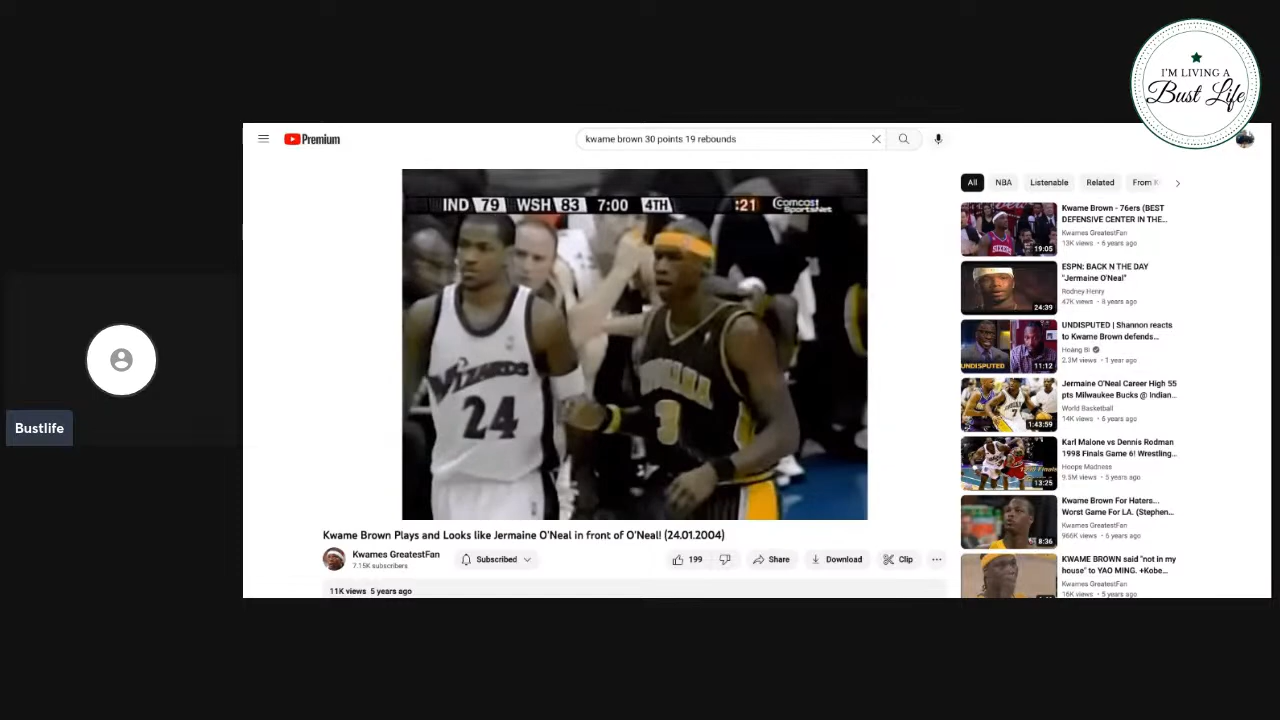 I'M LIVING A
Bust Life
Premium
kwame brown 30 points 19 rebounds
All
NBA
Listenable
Related
From K
IND 79 WSH 83 7:00 4TH :21 Comcast
SportsNet
WIZARDS
24
INDIANA
Bustlife
Kwame Brown Plays and Looks like Jermaine O'Neal in front of O'Neal! (24.01.2004)
Kwames GreatestFan
7.15K subscribers
Subscribed
199
Share
Download
Clip
11K views 5 years ago
Kwame Brown - 76ers (BEST
DEFENSIVE CENTER IN THE...
Kwames GreatestFan
13K views • 6 years ago
19:05
ESPN: BACK N THE DAY
"Jermaine O'Neal"
Rodney Henry
47K views • 8 years ago
24:39
UNDISPUTED | Shannon reacts
to Kwame Brown defends...
Hoang Bi
2.3M views • 1 year ago
UNDISPUTED
11:12
Jermaine O'Neal Career High 55
pts Milwaukee Bucks @ Indian...
World Basketball
14K views • 6 years ago
1:43:59
Karl Malone vs Dennis Rodman
1998 Finals Game 6! Wrestling...
Hoops Madness
9.5M views • 5 years ago
13:25
Kwame Brown For Haters...
Worst Game For LA. (Stephen...
Kwames GreatestFan
966K views • 6 years ago
8:36
KWAME BROWN said "not in my
house" to YAO MING. +Kobe...
Kwames GreatestFan
16K views • 5 years ago